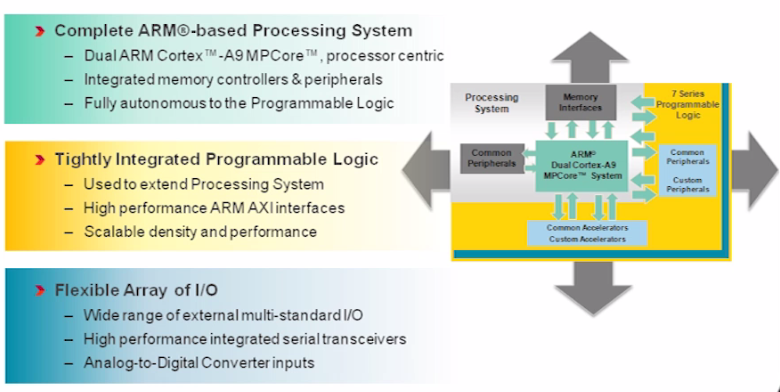 Complete ARM®-based Processing System
– Dual ARM Cortex™-A9 MPCore™, processor centric
– Integrated memory controllers & peripherals
– Fully autonomous to the Programmable Logic
Tightly Integrated Programmable Logic
– Used to extend Processing System
– High performance ARM AXI interfaces
– Scalable density and performance
Flexible Array of I/O
– Wide range of external multi-standard I/O
– High performance integrated serial transceivers
– Analog-to-Digital Converter inputs
Processing
System
Memory
Interfaces
7 Series
Programmable
Logic
Common
Peripherals
ARM®
Dual Cortex-A9
MPCore™ System
Common
Peripherals
Custom
Peripherals
Common Accelerators
Custom Accelerators